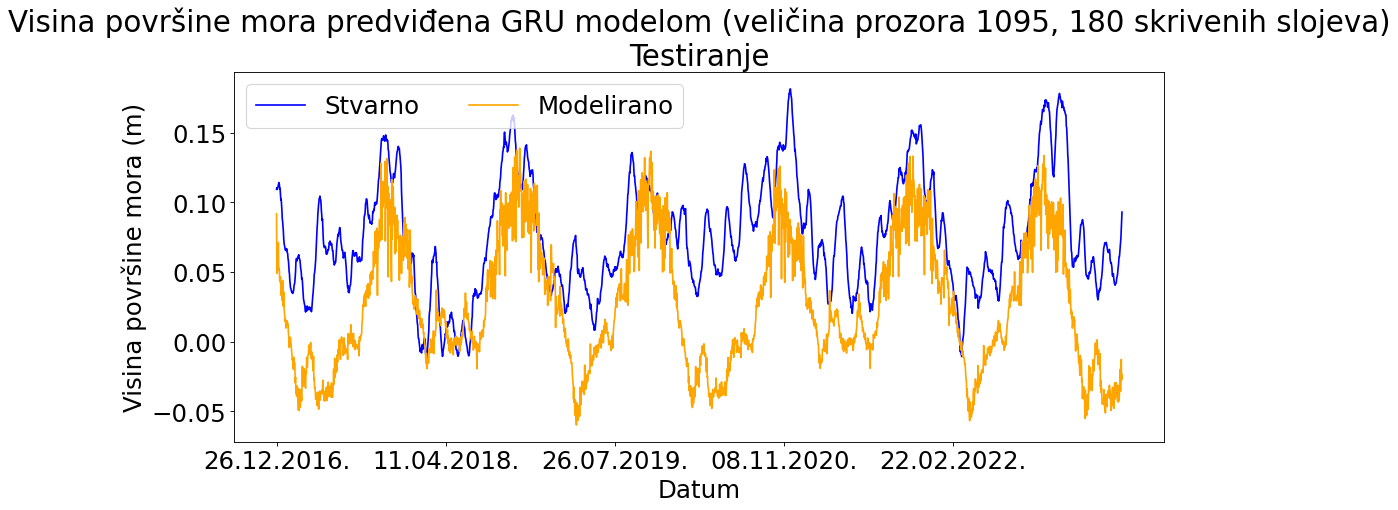 Visina površine mora predviđena GRU modelom (veličina prozora 1095, 180 skrivenih slojeva)
Testiranje
Stvarno
Modelirano
Visina površine mora (m)
0.15
0.10
0.05
0.00
−0.05
26.12.2016.
11.04.2018.
26.07.2019.
08.11.2020.
22.02.2022.
Datum